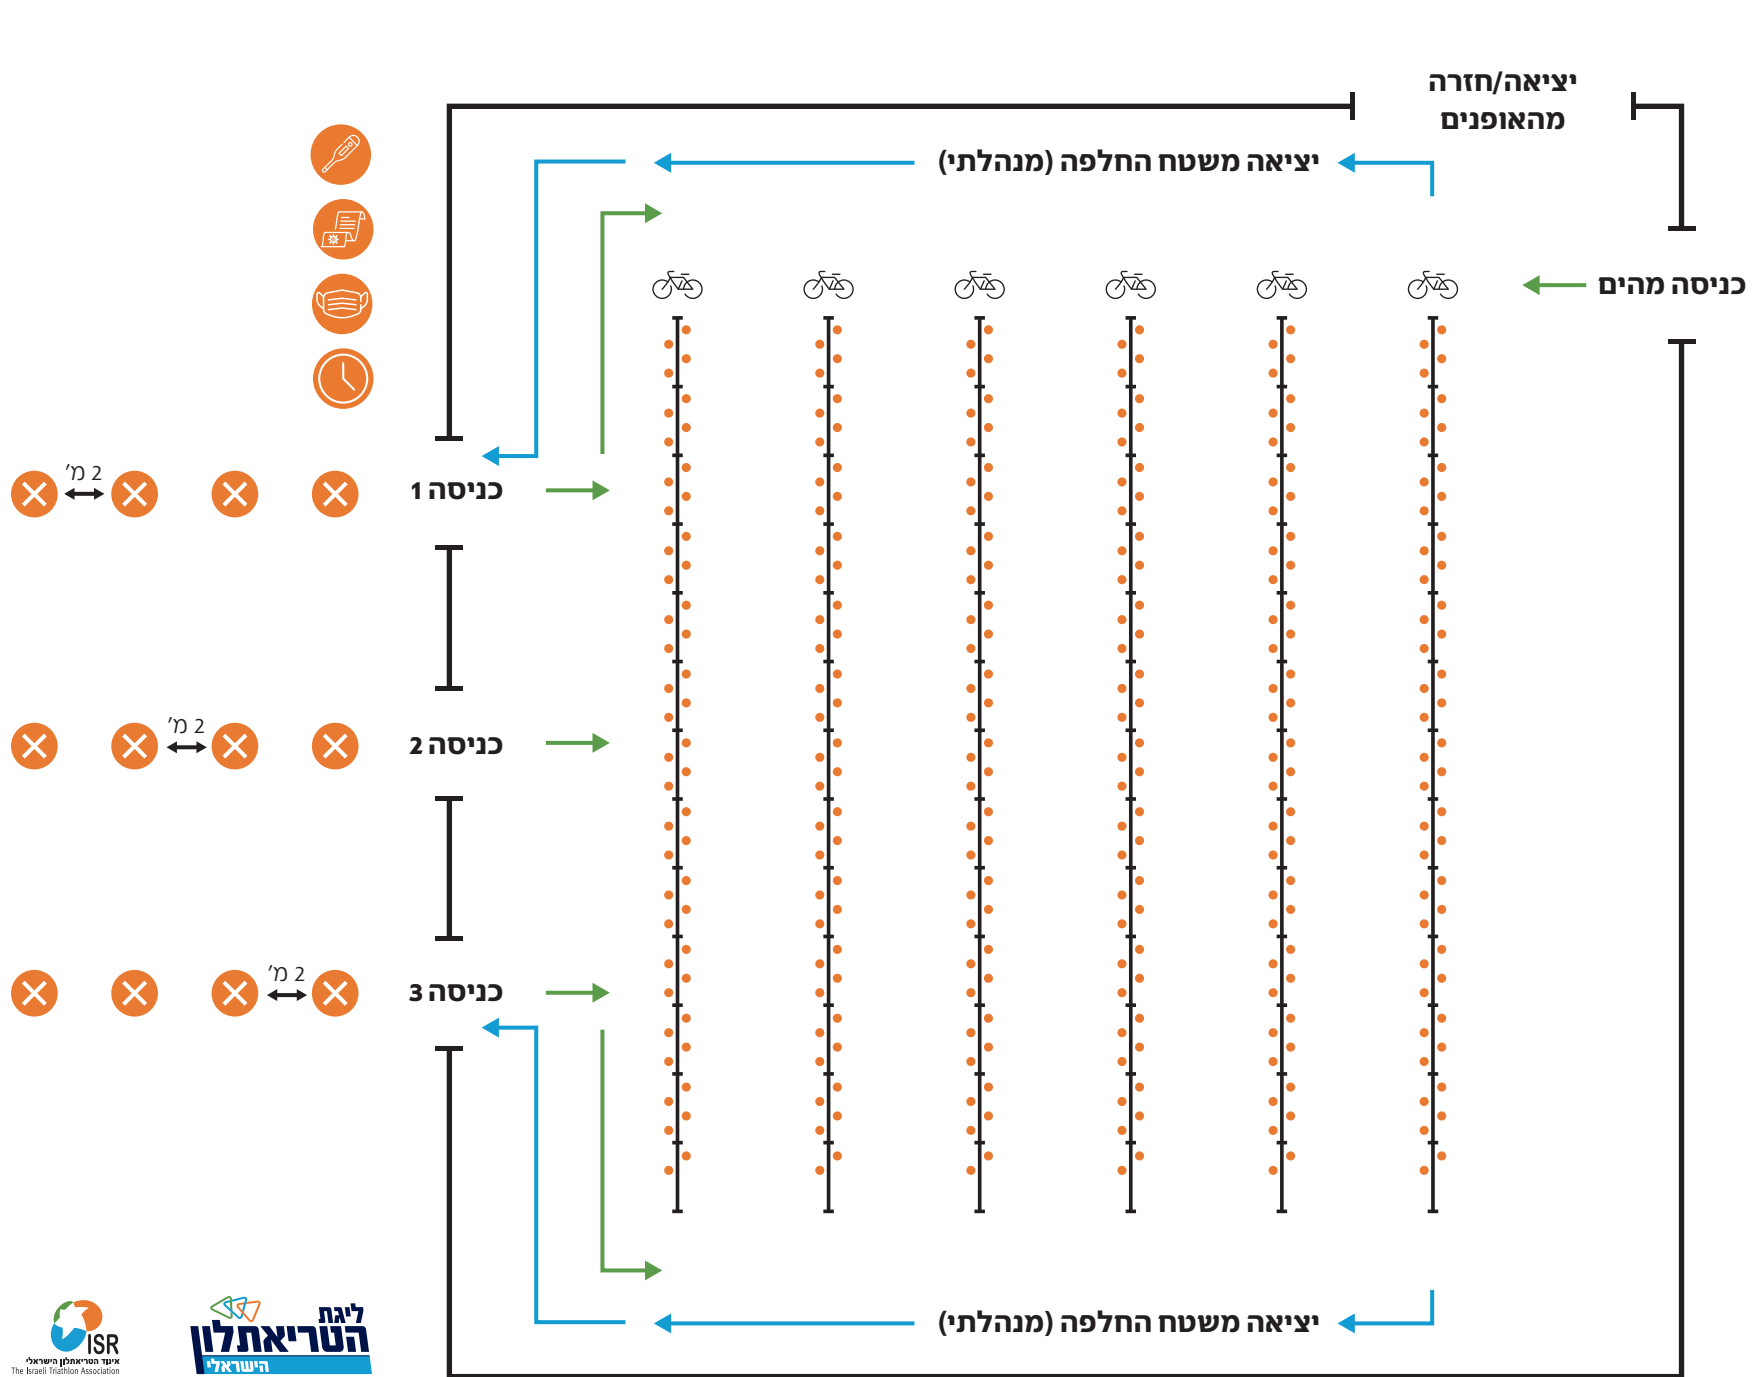 יציאה/חזרה
מהאופנים
יציאה משטח החלפה (מנהלתי)
כניסה מהים
2 מ'
כניסה 1
2 מ'
כניסה 2
2 מ'
כניסה 3
יציאה משטח החלפה (מנהלתי)
ISR
איגוד הטריאתלון הישראלי
The Israeli Triathlon Association
ליגת
הטריאתלון
הישראלי